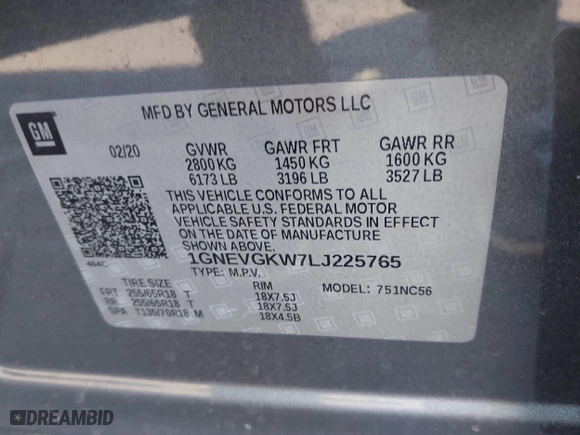 MFD BY GENERAL MOTORS LLC
GM
02/20 GVWR GAWR FRT GAWR RR
2800 KG 1450 KG 1600 KG
6173 LB 3196 LB 3527 LB
THIS VEHICLE CONFORMS TO ALL
APPLICABLE U.S. FEDERAL MOTOR
VEHICLE SAFETY STANDARDS IN EFFECT
ON THE DATE OF MANUFACTURE
SHOWN ABOVE.
464C 1GNEVGKW7LJ225765
TYPE: M.P.V.
TIRE SIZE RIM MODEL: 751NC56
FRT 255/65R18 T 18X7.5J
RR 255/65R18 T 18X7.5J
SPA T135/70R18 M 18X4.5B
DREAMBID